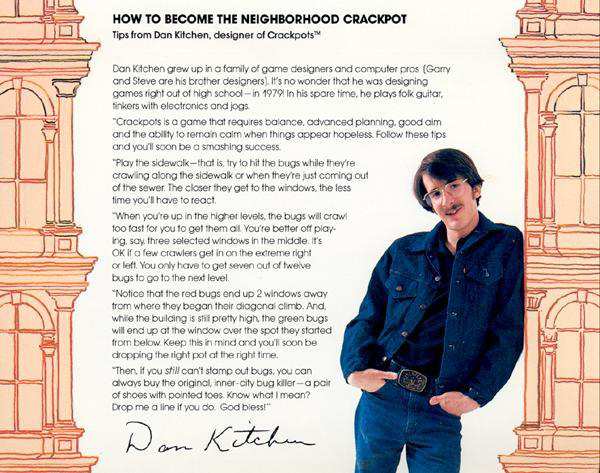 HOW TO BECOME THE NEIGHBORHOOD CRACKPOT
Tips from Dan Kitchen, designer of Crackpots™
Dan Kitchen grew up in a family of game designers and computer pros (Garry
and Steve are his brother designers). It's no wonder that he was designing
games right out of high school—in 1979! In his spare time, he plays folk guitar,
tinkers with electronics and jogs.
"Crackpots is a game that requires balance, advanced planning, good aim
and the ability to remain calm when things appear hopeless. Follow these tips
and you'll soon be a smashing success.
"Play the sidewalk—that is, try to hit the bugs while they're
crawling along the sidewalk or when they're just coming out
of the sewer. The closer they get to the windows, the less
time you'll have to react.
"When you're up in the higher levels, the bugs will crawl
too fast for you to get them all. You're better off play-
ing, say, three selected windows in the middle. It's
OK if a few crawlers get in on the extreme right
or left. You only have to get seven out of twelve
bugs to go to the next level.
"Notice that the red bugs end up 2 windows away
from where they began their diagonal climb. And,
while the building is still pretty high, the green bugs
will end up at the window over the spot they started
from below. Keep this in mind and you'll soon be
dropping the right pot at the right time.
"Then, if you still can't stamp out bugs, you can
always buy the original, inner-city bug killer—a pair
of shoes with pointed toes. Know what I mean?
Drop me a line if you do. God bless!"
Dan Kitchen